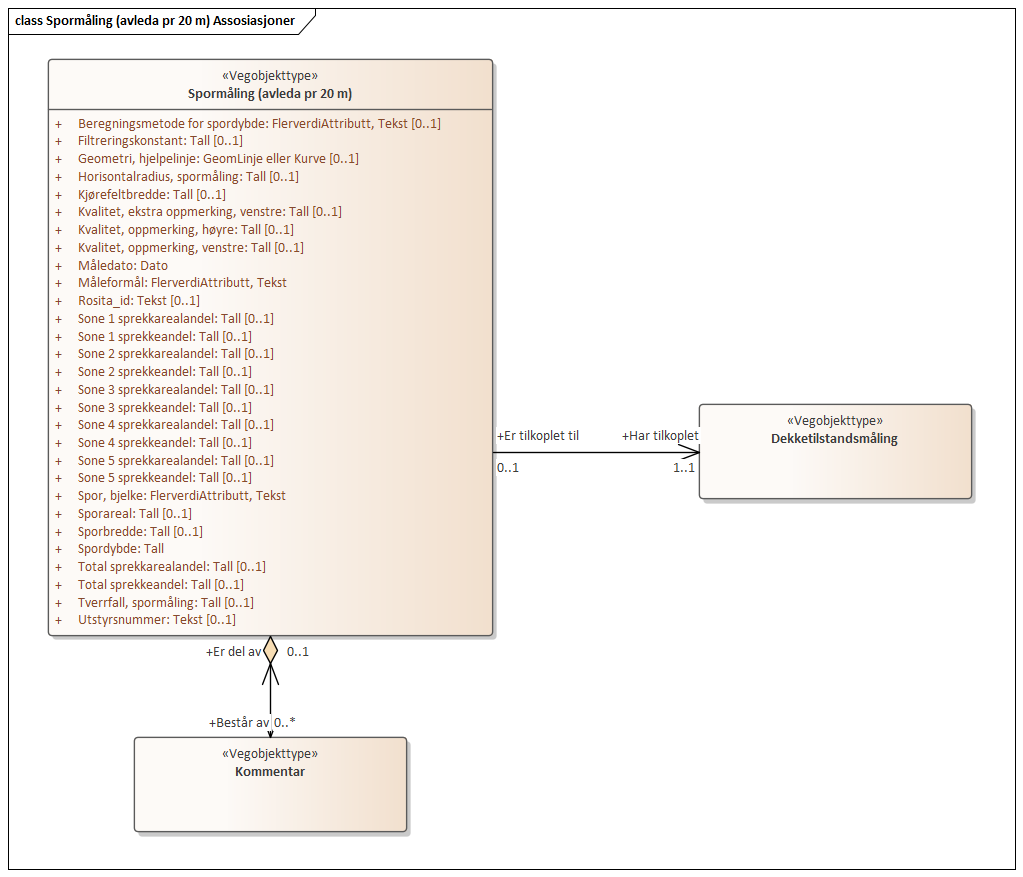 class Spormåling (avleda pr 20 m) Assosiasjoner
«Vegobjekttype»
Spormåling (avleda pr 20 m)
+ Beregningsmetode for spordybde: FlerverdiAttributt, Tekst [0..1]
+ Filtreringskonstant: Tall [0..1]
+ Geometri, hjelpelinje: GeomLinje eller Kurve [0..1]
+ Horisontalradius, spormåling: Tall [0..1]
+ Kjørefeltbredde: Tall [0..1]
+ Kvalitet, ekstra oppmerking, venstre: Tall [0..1]
+ Kvalitet, oppmerking, høyre: Tall [0..1]
+ Kvalitet, oppmerking, venstre: Tall [0..1]
+ Måledato: Dato
+ Måleformål: FlerverdiAttributt, Tekst
+ Rosita_id: Tekst [0..1]
+ Sone 1 sprekkarealandel: Tall [0..1]
+ Sone 1 sprekkeandel: Tall [0..1]
+ Sone 2 sprekkarealandel: Tall [0..1]
+ Sone 2 sprekkeandel: Tall [0..1]
+ Sone 3 sprekkarealandel: Tall [0..1]
+ Sone 3 sprekkeandel: Tall [0..1]
+ Sone 4 sprekkarealandel: Tall [0..1]
+ Sone 4 sprekkeandel: Tall [0..1]
+ Sone 5 sprekkarealandel: Tall [0..1]
+ Sone 5 sprekkeandel: Tall [0..1]
+ Spor, bjelke: FlerverdiAttributt, Tekst
+ Sporareal: Tall [0..1]
+ Sporbredde: Tall [0..1]
+ Spordybde: Tall
+ Total sprekkarealandel: Tall [0..1]
+ Total sprekkeandel: Tall [0..1]
+ Tverrfall, spormåling: Tall [0..1]
+ Utstyrsnummer: Tekst [0..1]
+Er tilkoplet til +Har tilkoplet
0..1 1..1
«Vegobjekttype»
Dekketilstandsmåling
+Er del av 0..1
+Består av 0..*
«Vegobjekttype»
Kommentar